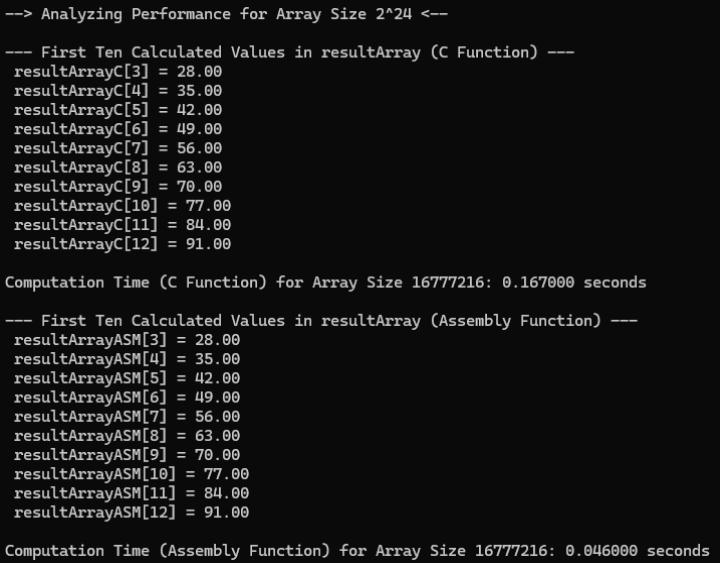 --> Analyzing Performance for Array Size 2^24 <--
--- First Ten Calculated Values in resultArray (C Function) ---
resultArrayC[3] = 28.00
resultArrayC[4] = 35.00
resultArrayC[5] = 42.00
resultArrayC[6] = 49.00
resultArrayC[7] = 56.00
resultArrayC[8] = 63.00
resultArrayC[9] = 70.00
resultArrayC[10] = 77.00
resultArrayC[11] = 84.00
resultArrayC[12] = 91.00
Computation Time (C Function) for Array Size 16777216: 0.167000 seconds
--- First Ten Calculated Values in resultArray (Assembly Function) ---
resultArrayASM[3] = 28.00
resultArrayASM[4] = 35.00
resultArrayASM[5] = 42.00
resultArrayASM[6] = 49.00
resultArrayASM[7] = 56.00
resultArrayASM[8] = 63.00
resultArrayASM[9] = 70.00
resultArrayASM[10] = 77.00
resultArrayASM[11] = 84.00
resultArrayASM[12] = 91.00
Computation Time (Assembly Function) for Array Size 16777216: 0.046000 seconds